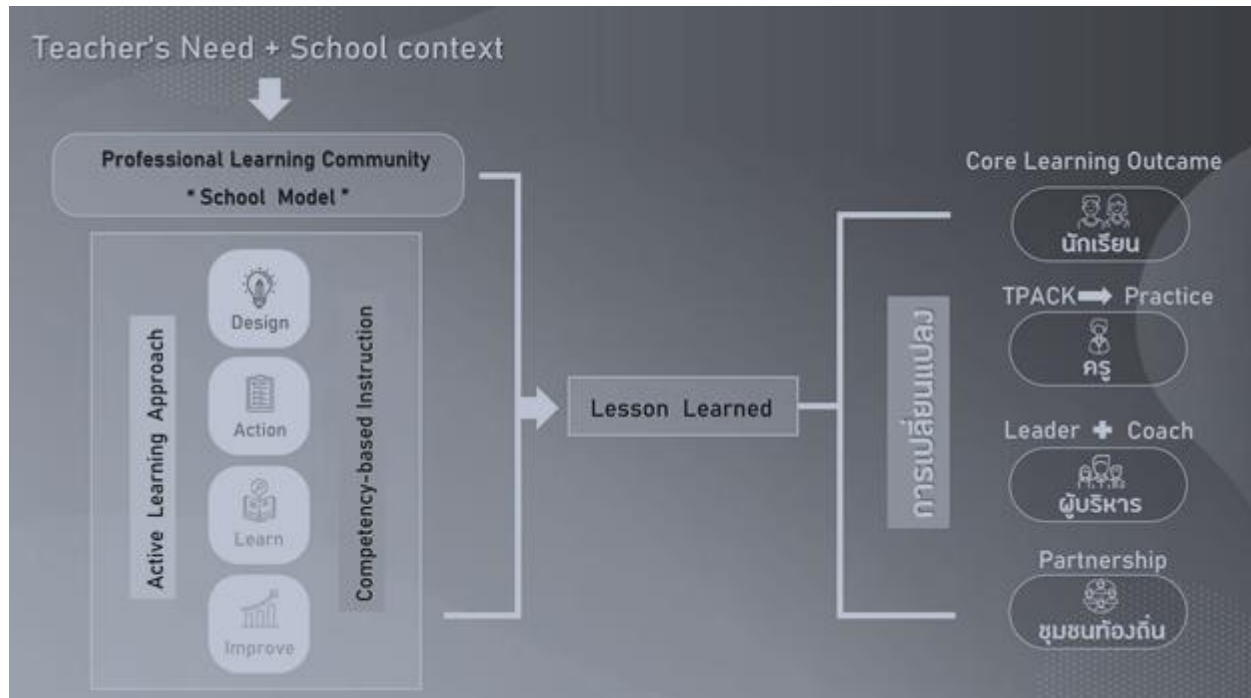 Teacher's Need + School context
Professional Learning Community
"School Model"
Active Learning Approach
Design
Action
Learn
Improve
Competency-based Instruction
Lesson Learned
การเปลี่ยนแปลง
Core Learning Outcame
นักเรียน
TPACK Practice
ครู
Leader + Coach
ผู้บริหาร
Partnership
ชุมชนท้องถิ่น